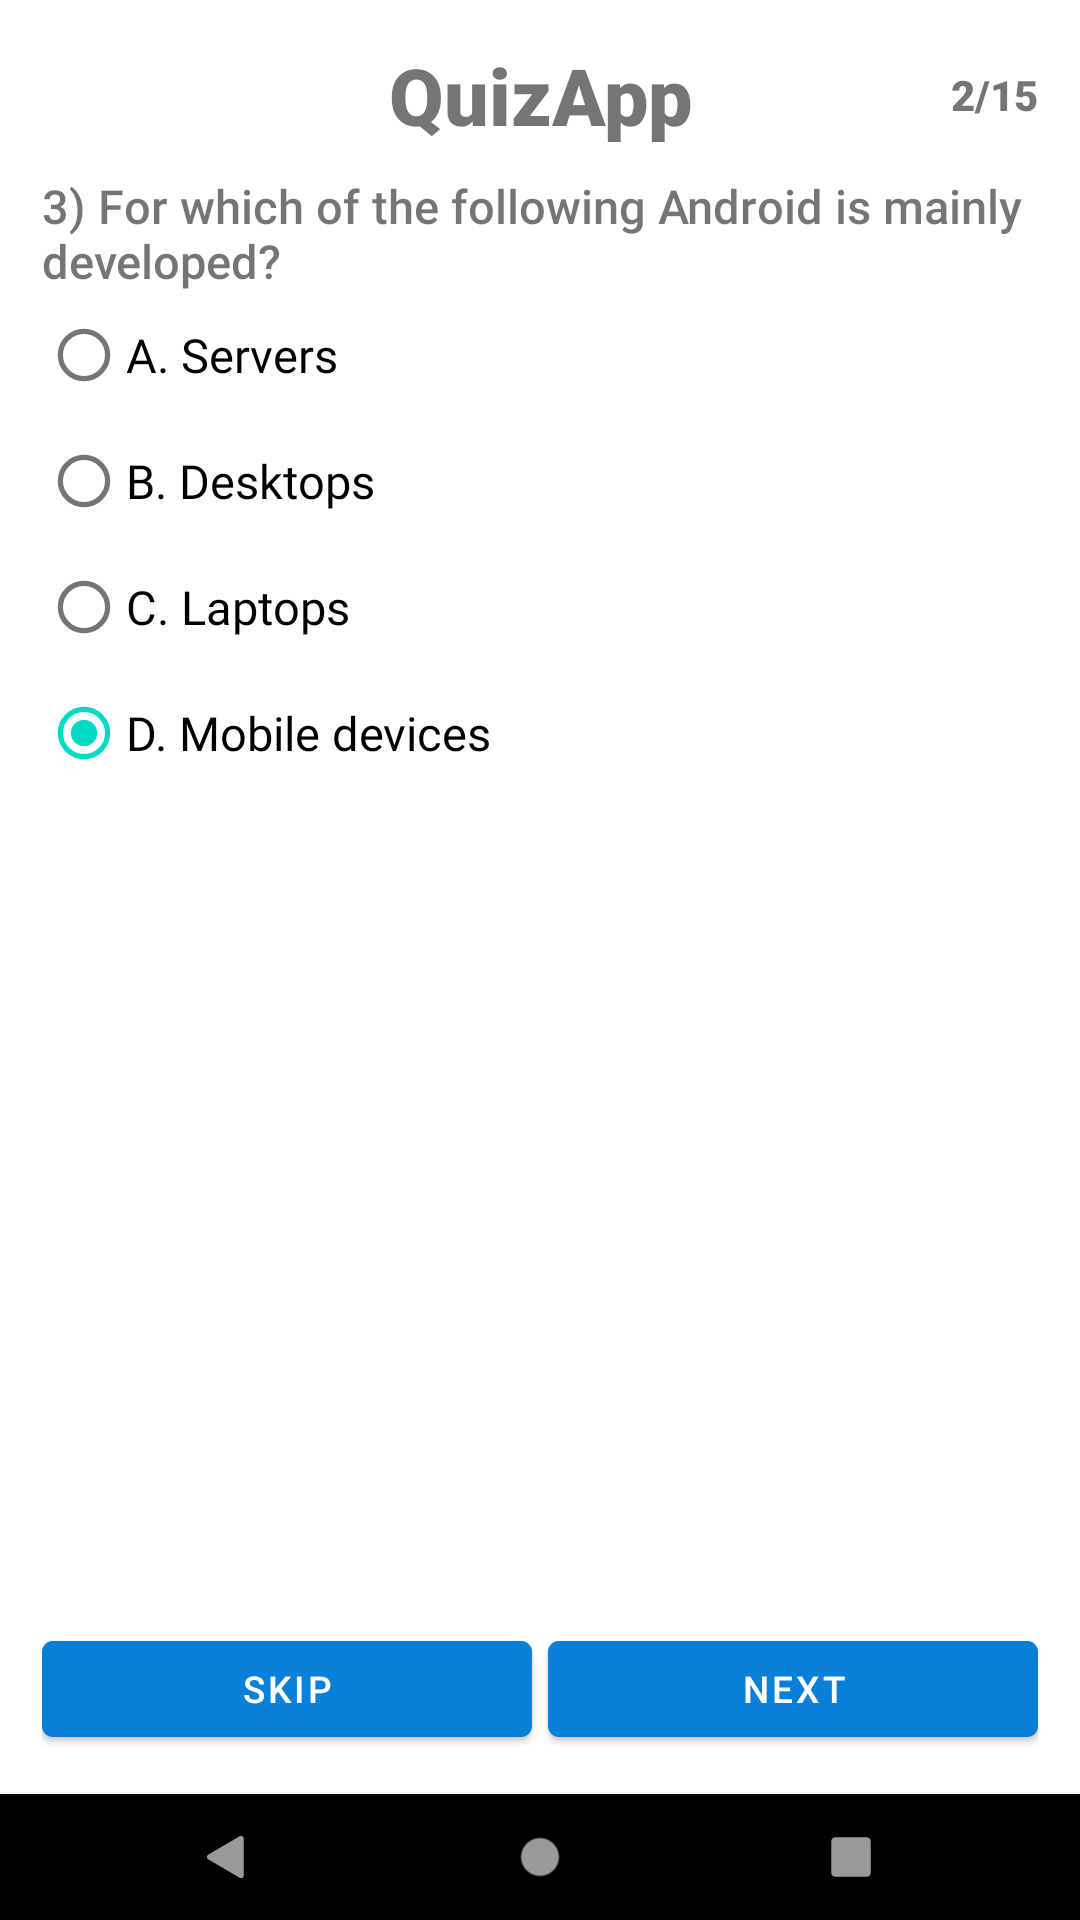 QuizApp
2/15
3) For which of the following Android is mainly
developed?
A. Servers
B. Desktops
C. Laptops
D. Mobile devices
SKIP
NEXT